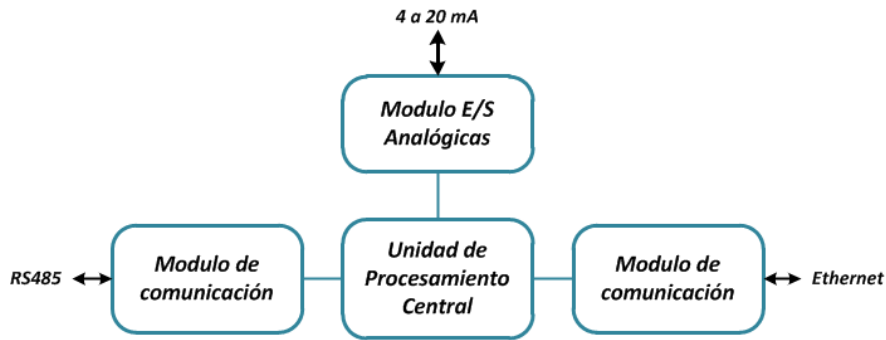 4 a 20 mA
Modulo E/S
Analógicas
RS485
Modulo de
comunicación
Unidad de
Procesamiento
Central
Modulo de
comunicación
Ethernet